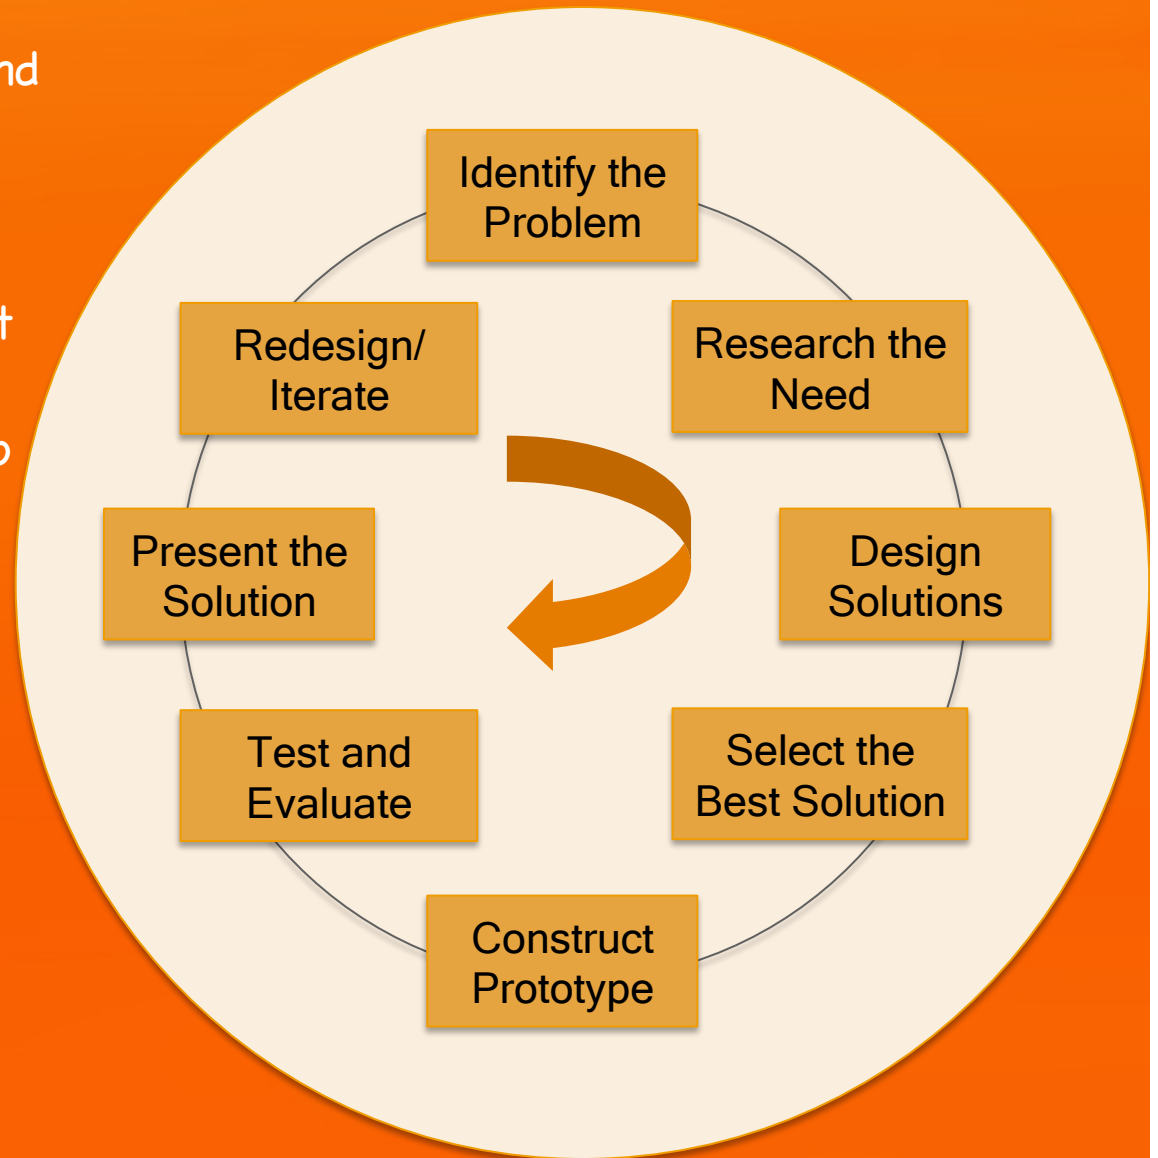 Identify the
Problem
Research the
Need
Design
Solutions
Select the
Best Solution
Construct
Prototype
Test and
Evaluate
Present the
Solution
Redesign/
Iterate